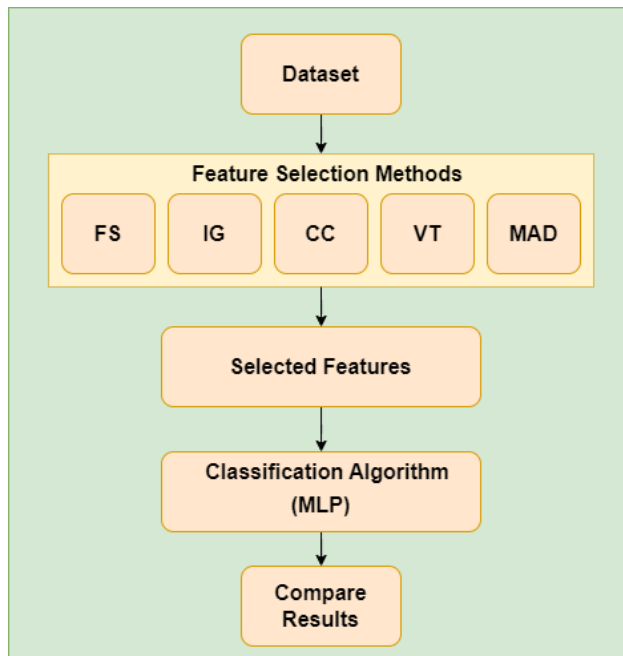 Dataset
Feature Selection Methods
FS IG CC VT MAD
Selected Features
Classification Algorithm
(MLP)
Compare
Results